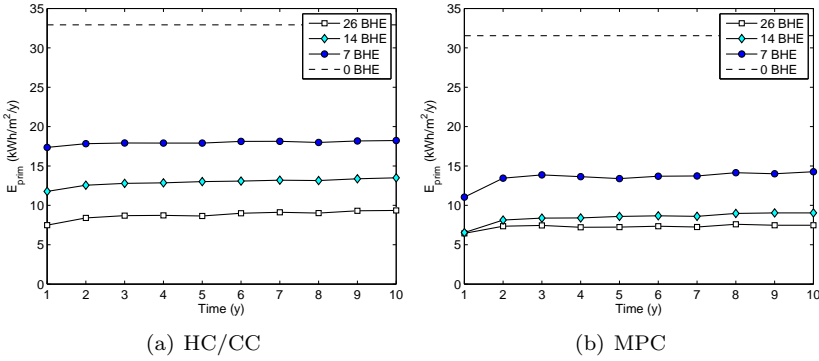 35
30
25
20
15
10
5
0
E_prim (kWh/m²/y)
1 2 3 4 5 6 7 8 9 10
Time (y)
26 BHE
14 BHE
7 BHE
0 BHE
(a) HC/CC
35
30
25
20
15
10
5
0
E_prim (kWh/m²/y)
1 2 3 4 5 6 7 8 9 10
Time (y)
26 BHE
14 BHE
7 BHE
0 BHE
(b) MPC